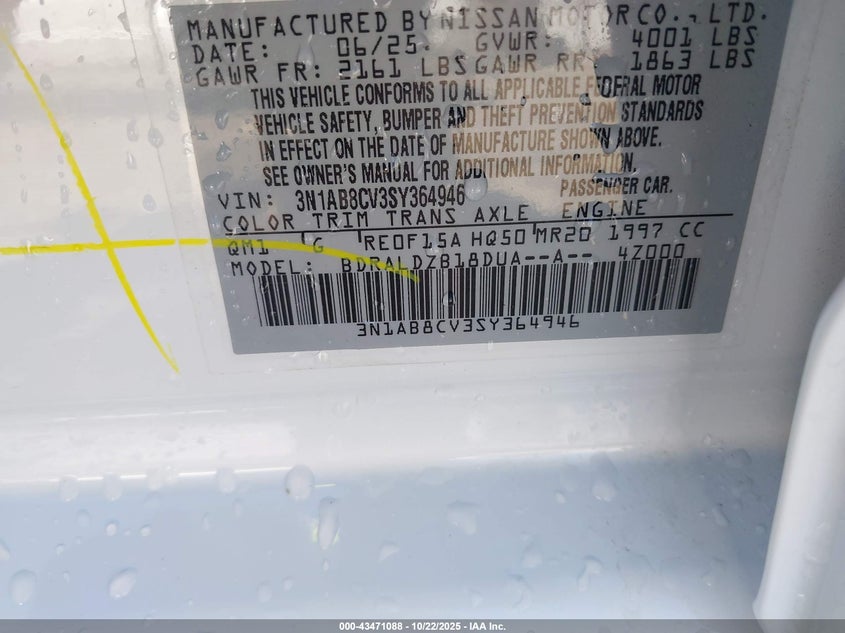 MANUFACTURED BY NISSAN MOTOR CO., LTD.
DATE: 06/25 GVWR: 4001 LBS
GAWR FR: 2161 LBS GAWR RR: 1863 LBS
THIS VEHICLE CONFORMS TO ALL APPLICABLE FEDERAL MOTOR
VEHICLE SAFETY, BUMPER AND THEFT PREVENTION STANDARDS
IN EFFECT ON THE DATE OF MANUFACTURE SHOWN ABOVE.
SEE OWNER'S MANUAL FOR ADDITIONAL INFORMATION.
VIN: 3N1AB8CV3SY364946 PASSENGER CAR.
COLOR TRIM TRANS AXLE ENGINE
QM1 G RE0F15A HQ50 MR20 1997 CC
MODEL: BDRALDZB18DUA--A-- 4Z000
3N1AB8CV3SY364946
000-43471088 - 10/22/2025 - IAA Inc.